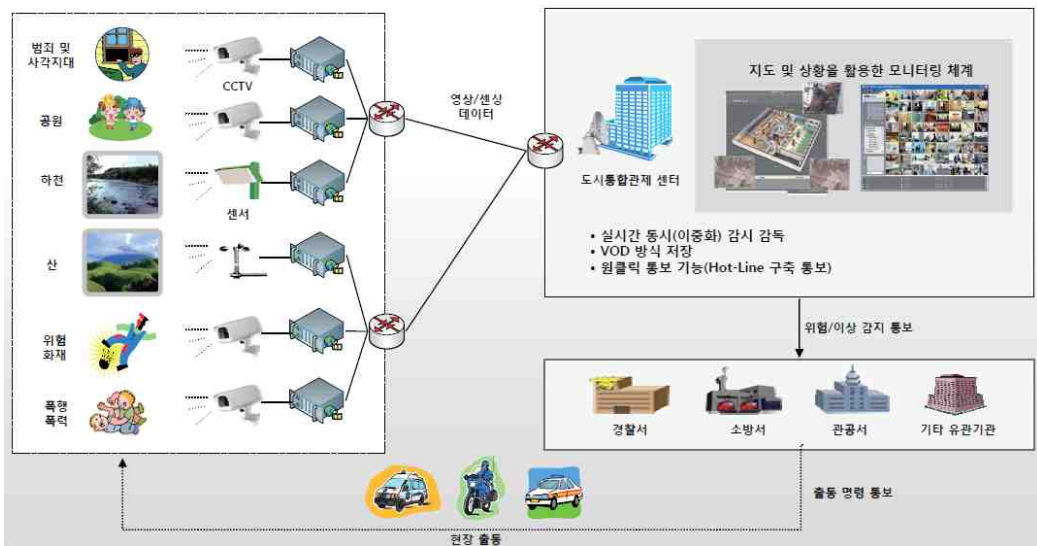 범죄 및
사각지대
CCTV
공원
하천
센서
산
위험
화재
폭행
폭력
영상/센싱
데이터
도시통합관제 센터
지도 및 상황을 활용한 모니터링 체계
• 실시간 동시(이중화) 감시 감독
• VOD 방식 저장
• 원클릭 통보 기능(Hot-Line 구축 통보)
위험/이상 감지 통보
경찰서
소방서
관공서
기타 유관기관
출동 명령 통보
현장 출동